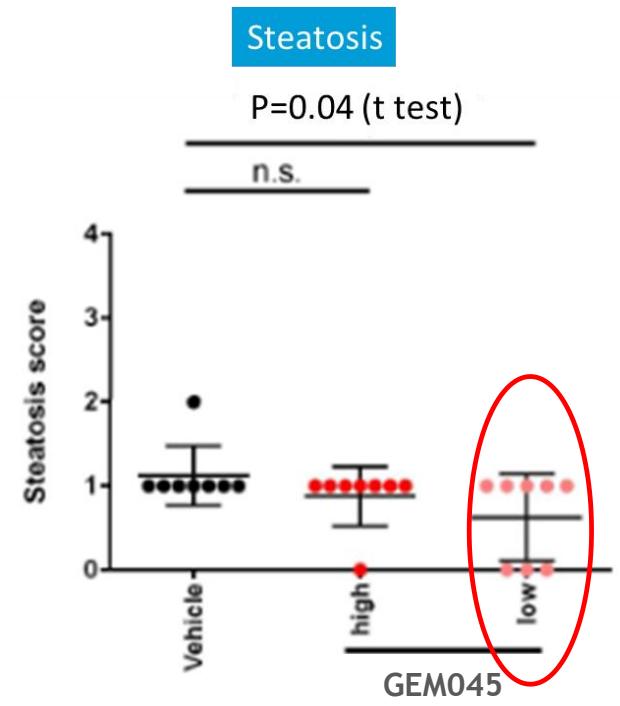 Steatosis
P=0.04 (t test)
n.s.
Steatosis score
4
3
2
1
0
Vehicle
high
low
GEM045